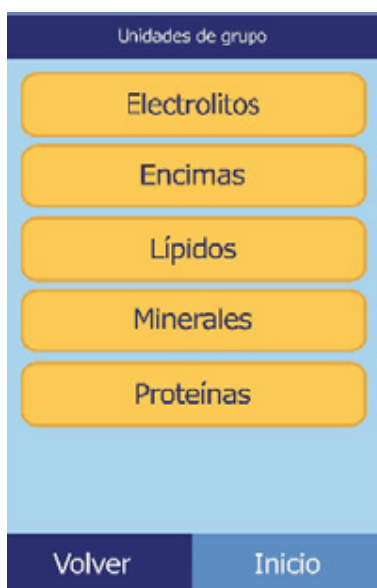 Unidades de grupo
Electrolitos
Encimas
Lípidos
Minerales
Proteínas
Volver Inicio